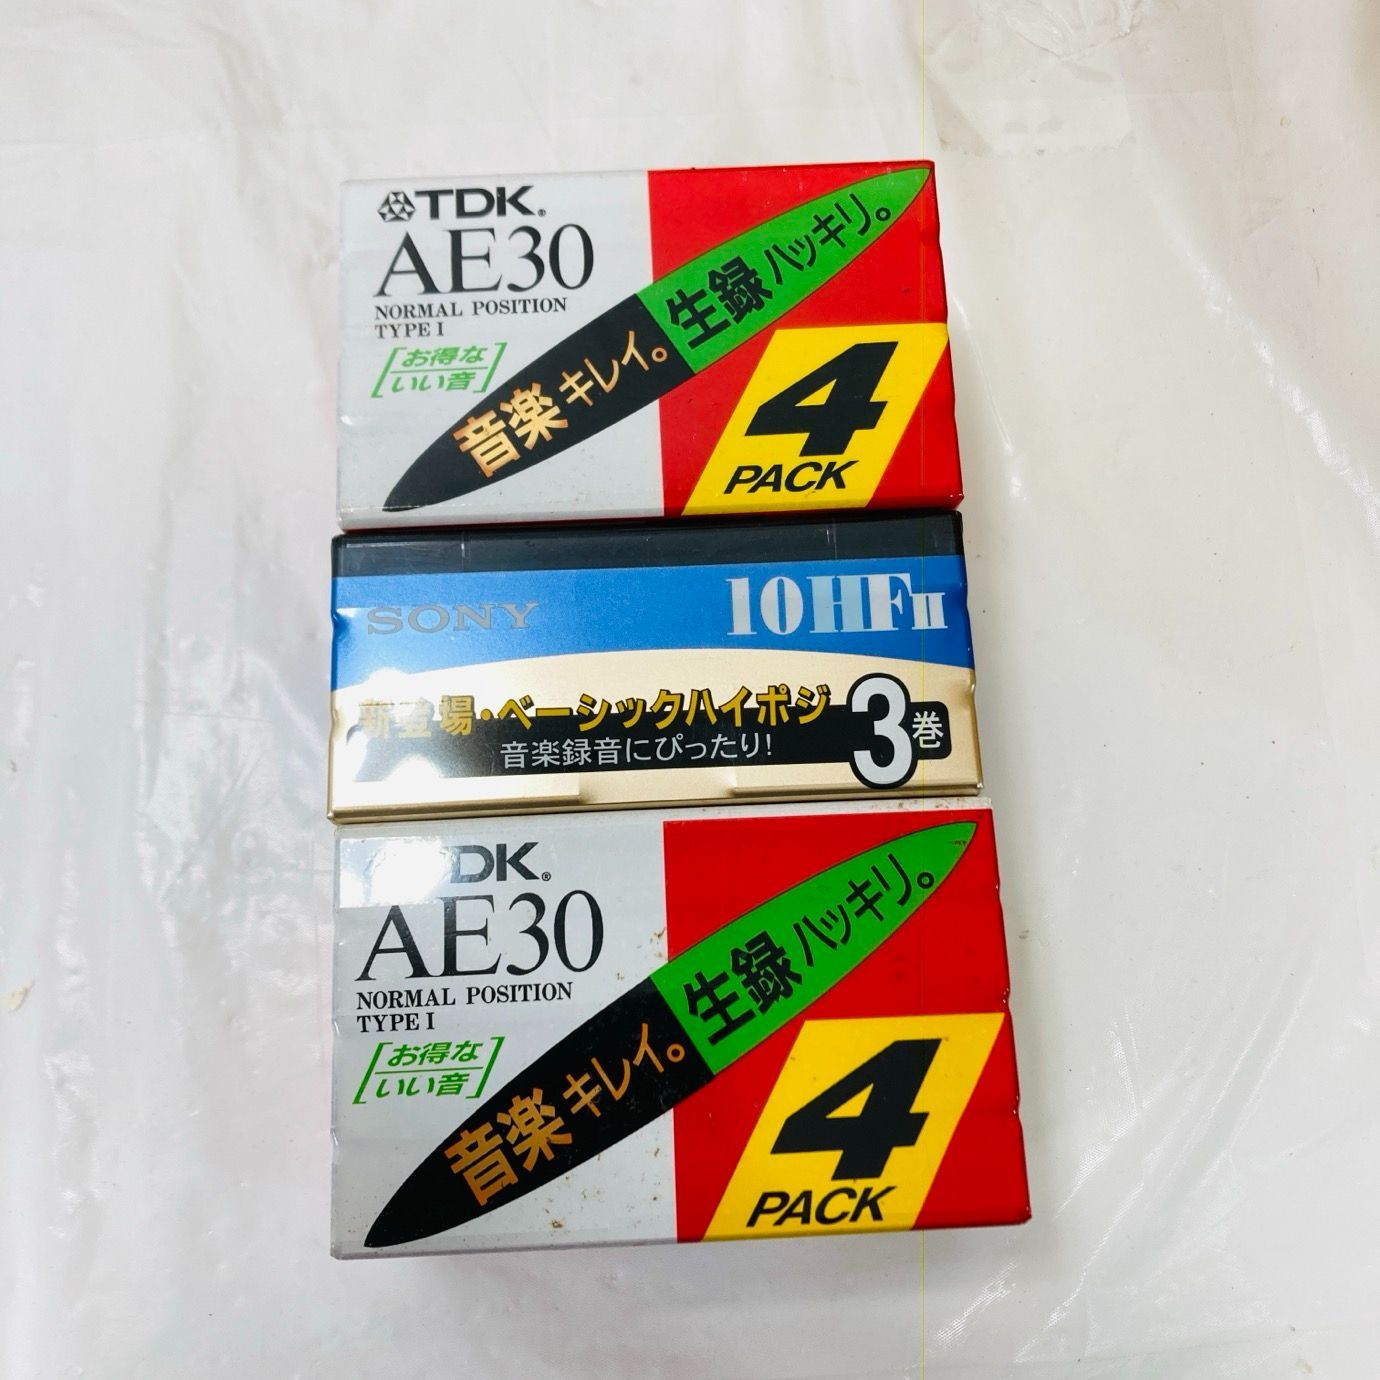 TDK®
AE30
NORMAL POSITION
TYPE I
お得な
いい音
音楽キレイ。生録ハッキリ。
4
PACK
SONY
10HFII
新登場・ベーシックハイポジ
音楽録音にぴったり!
3巻
DK®
AE30
NORMAL POSITION
TYPE I
お得な
いい音
音楽キレイ。生録ハッキリ。
4
PACK